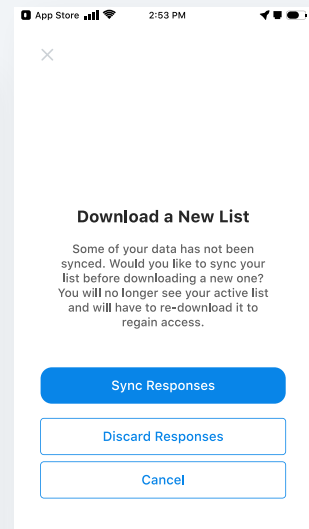 App Store 2:53 PM
Download a New List
Some of your data has not been
synced. Would you like to sync your
list before downloading a new one?
You will no longer see your active list
and will have to re-download it to
regain access.
Sync Responses
Discard Responses
Cancel